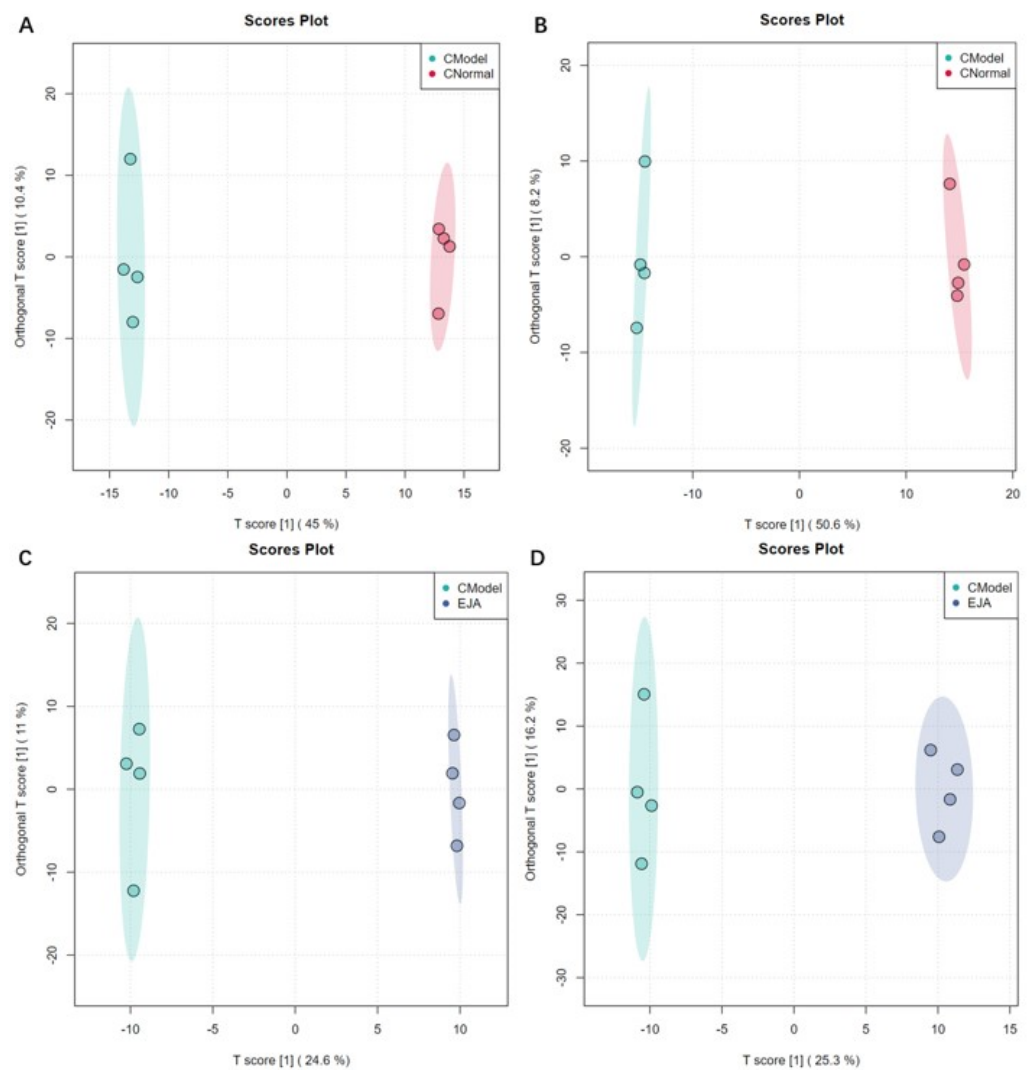 A
Scores Plot
CModel
CNormal
Orthogonal T score [1] ( 10.4 %)
20
10
0
-10
-20
-15 -10 -5 0 5 10 15
T score [1] ( 45 %)
B
Scores Plot
CModel
CNormal
Orthogonal T score [1] ( 8.2 %)
20
10
0
-10
-20
-10 0 10 20
T score [1] ( 50.6 %)
C
Scores Plot
CModel
EJA
Orthogonal T score [1] ( 11 %)
20
10
0
-10
-20
-10 -5 0 5 10
T score [1] ( 24.6 %)
D
Scores Plot
CModel
EJA
Orthogonal T score [1] ( 16.2 %)
30
20
10
0
-10
-20
-30
-10 -5 0 5 10 15
T score [1] ( 25.3 %)